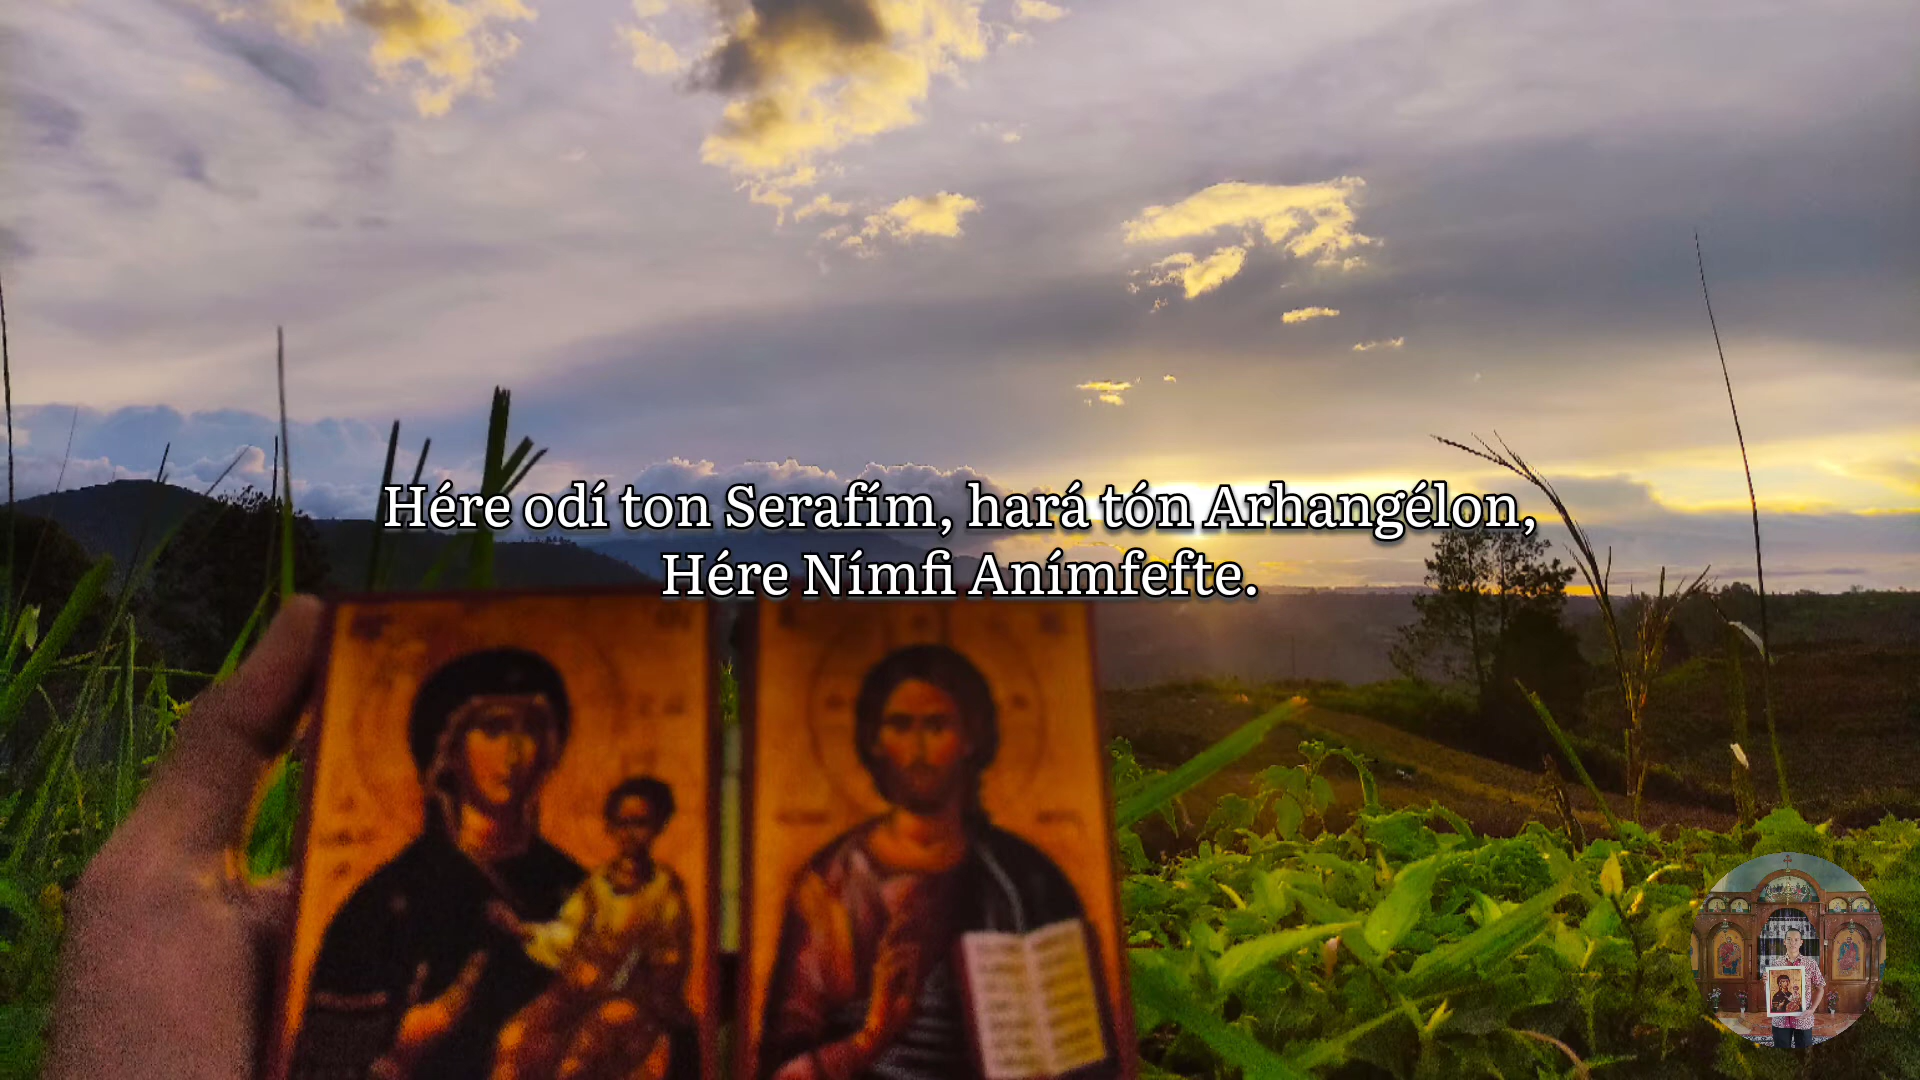 Hére odí ton Serafím, hará tón Arhangélon,
Hére Nímfi Anímfefte.